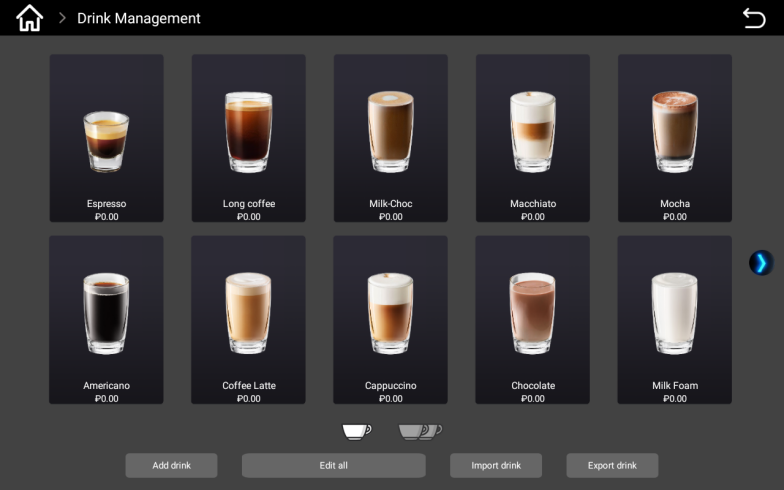 Drink Management
Espresso
₽0.00
Long coffee
₽0.00
Milk-Choc
₽0.00
Macchiato
₽0.00
Mocha
₽0.00
Americano
₽0.00
Coffee Latte
₽0.00
Cappuccino
₽0.00
Chocolate
₽0.00
Milk Foam
₽0.00
Add drink
Edit all
Import drink
Export drink